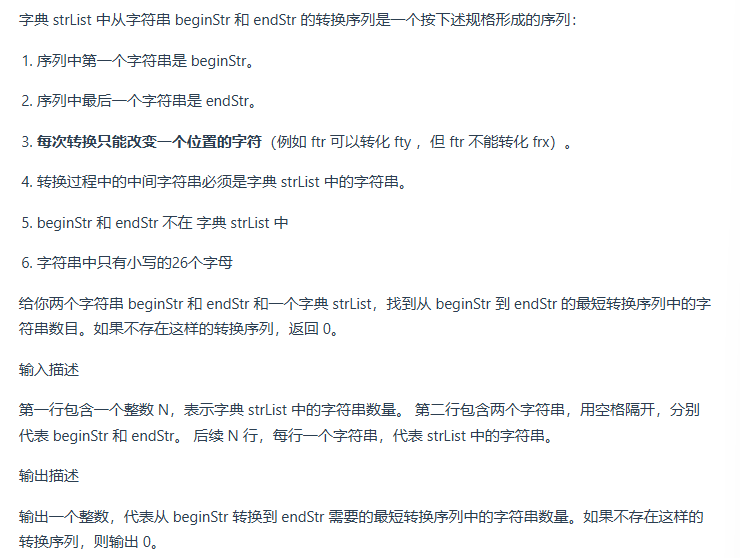 字典 strList 中从字符串 beginStr 和 endStr 的转换序列是一个按下述规格形成的序列：
1. 序列中第一个字符串是 beginStr。
2. 序列中最后一个字符串是 endStr。
3. 每次转换只能改变一个位置的字符（例如 ftr 可以转化 fty ，但 ftr 不能转化 frx）。
4. 转换过程中的中间字符串必须是字典 strList 中的字符串。
5. beginStr 和 endStr 不在 字典 strList 中
6. 字符串中只有小写的26个字母
给你两个字符串 beginStr 和 endStr 和一个字典 strList，找到从 beginStr 到 endStr 的最短转换序列中的字
符串数目。如果不存在这样的转换序列，返回 0。
输入描述
第一行包含一个整数 N，表示字典 strList 中的字符串数量。 第二行包含两个字符串，用空格隔开，分别
代表 beginStr 和 endStr。 后续 N 行，每行一个字符串，代表 strList 中的字符串。
输出描述
输出一个整数，代表从 beginStr 转换到 endStr 需要的最短转换序列中的字符串数量。如果不存在这样的
转换序列，则输出 0。